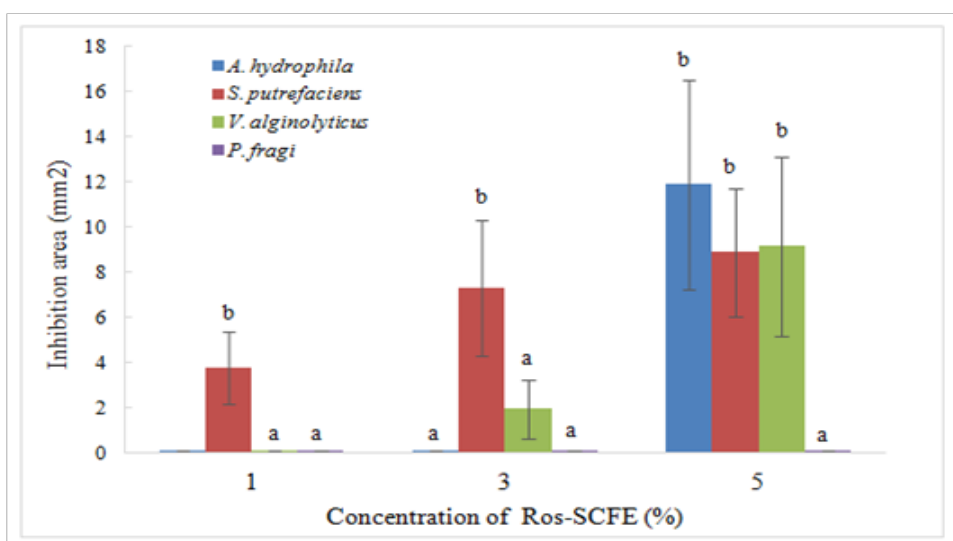 18
16
14
12
10
8
6
4
2
0
Inhibition area (mm2)
A. hydrophila
S. putrefaciens
V. alginolyticus
P. fragi
b
a
a
a
b
a
a
b
b
b
a
1
3
5
Concentration of Ros-SCFE (%)